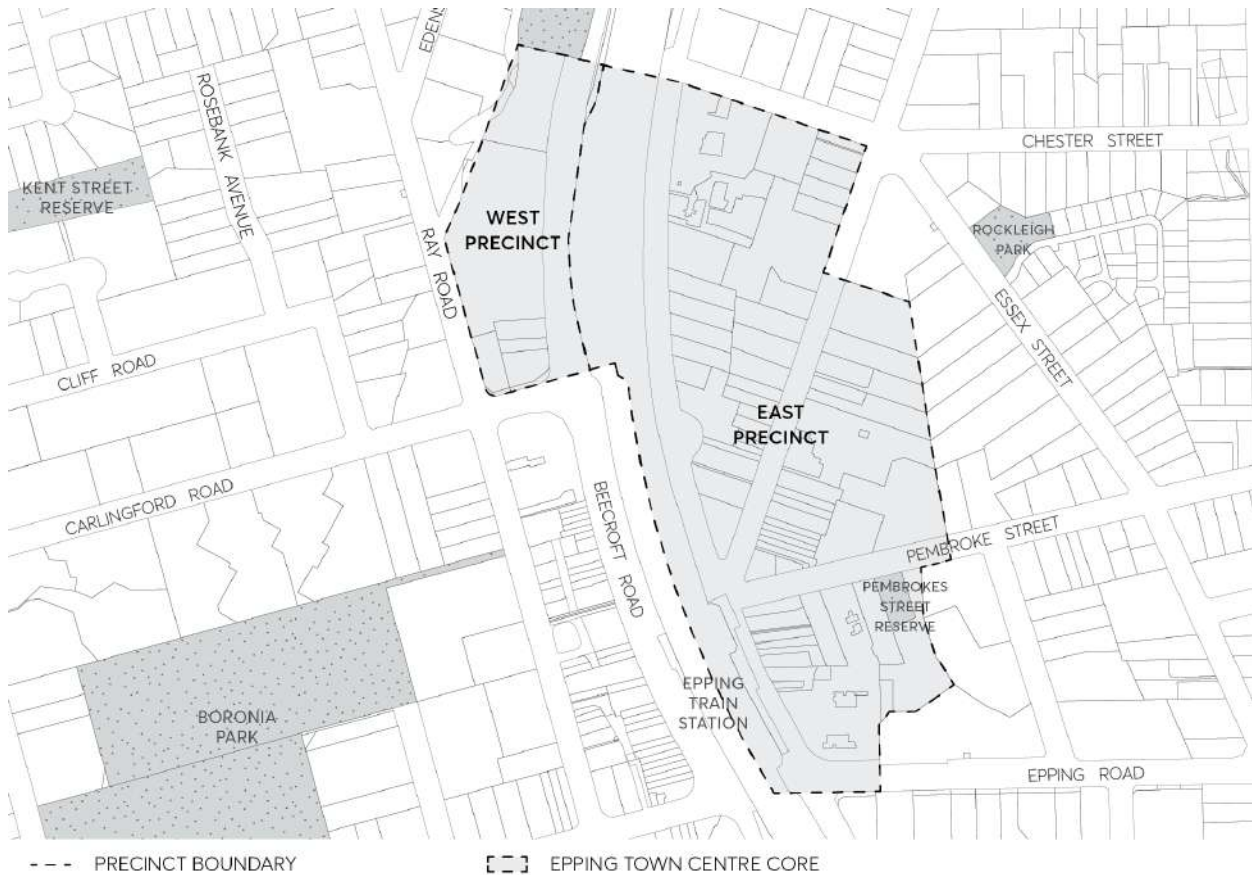 EDENS
CHESTER STREET
ROSEBANK
AVENUE
KENT STREET
RESERVE
WEST
PRECINCT
ROCKLEIGH
PARK
RAY ROAD
ESSEX STREET
CLIFF ROAD
EAST
PRECINCT
CARLINGFORD ROAD
BEECROFT ROAD
PEMBROKE STREET
PEMBROKES
STREET
RESERVE
EPPING
TRAIN
STATION
BORONIA
PARK
EPPING ROAD
PRECINCT BOUNDARY
EPPING TOWN CENTRE CORE